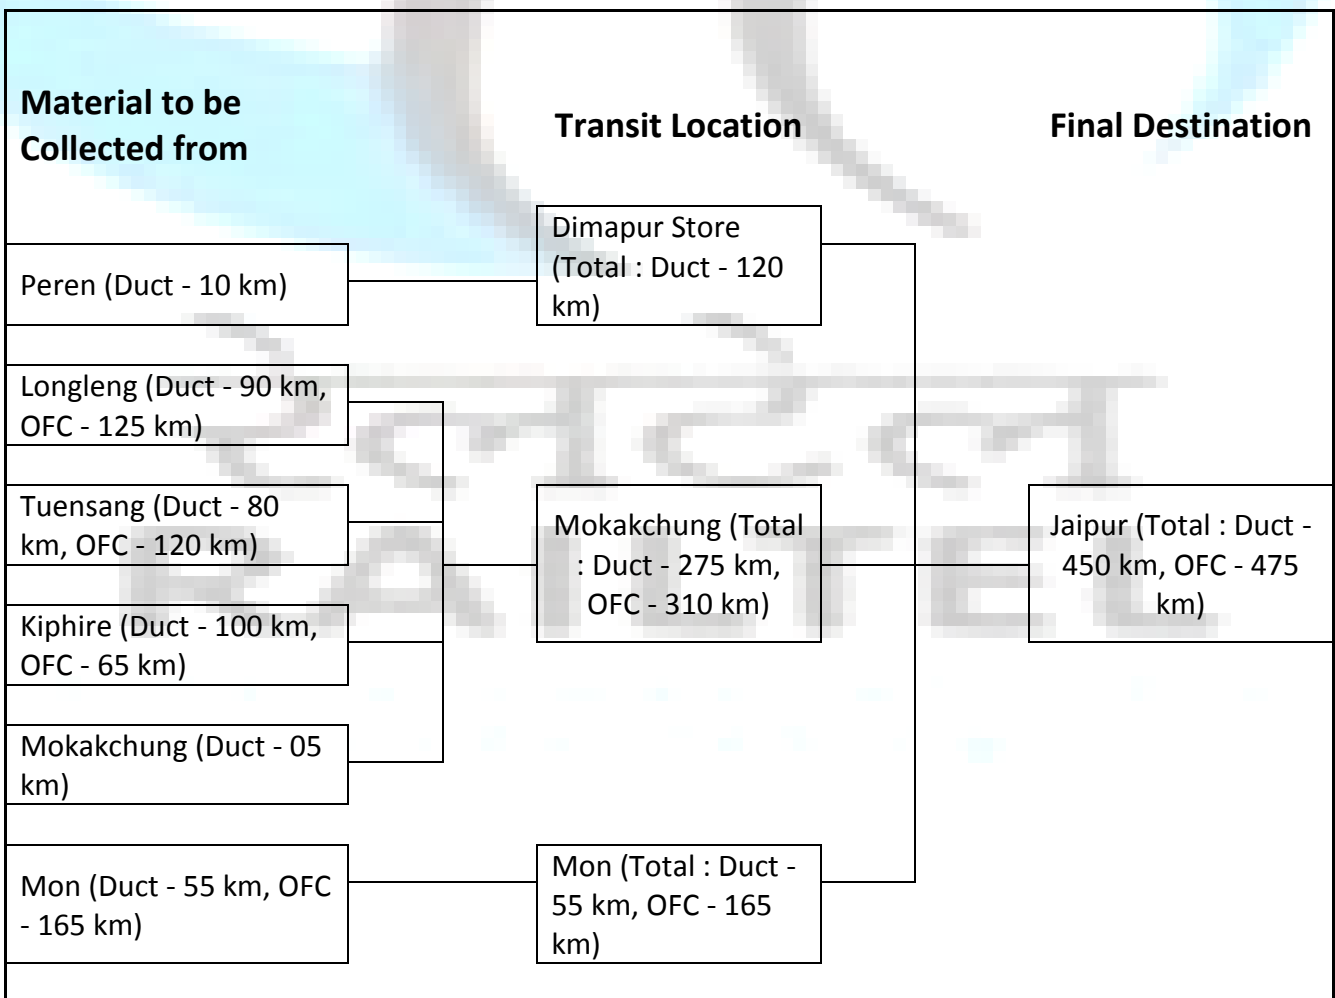 Material to be
Collected from
Transit Location
Final Destination
Peren (Duct - 10 km)
Dimapur Store
(Total : Duct - 120
km)
Longleng (Duct - 90 km,
OFC - 125 km)
Tuensang (Duct - 80
km, OFC - 120 km)
Kiphire (Duct - 100 km,
OFC - 65 km)
Mokakchung (Duct - 05
km)
Mokakchung (Total
: Duct - 275 km,
OFC - 310 km)
Jaipur (Total : Duct -
450 km, OFC - 475
km)
Mon (Duct - 55 km, OFC
- 165 km)
Mon (Total : Duct -
55 km, OFC - 165
km)
रेलटेल
RAILTEL